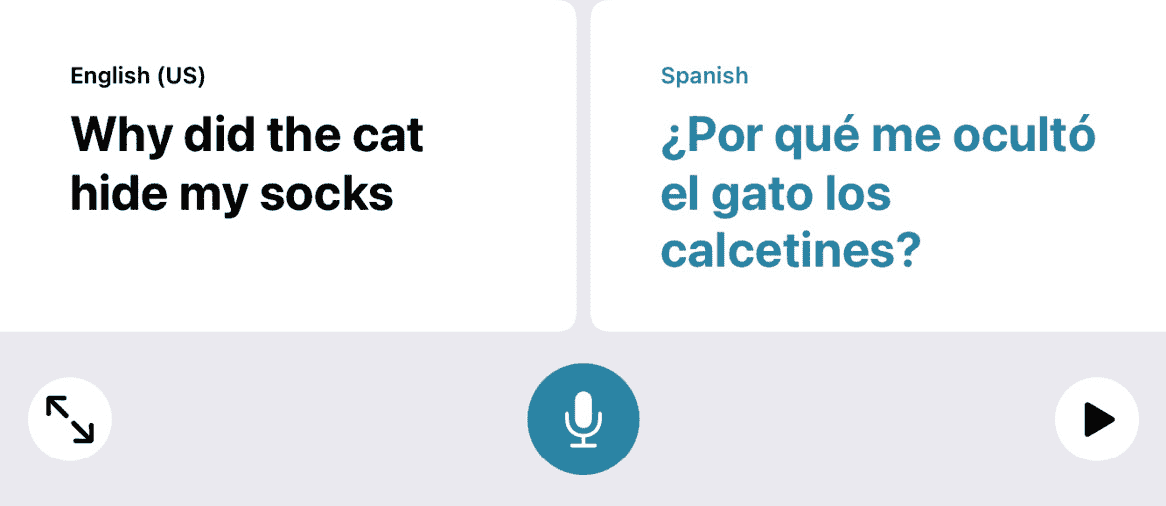 English (US)
Why did the cat
hide my socks
Spanish
¿Por qué me ocultó
el gato los
calcetines?